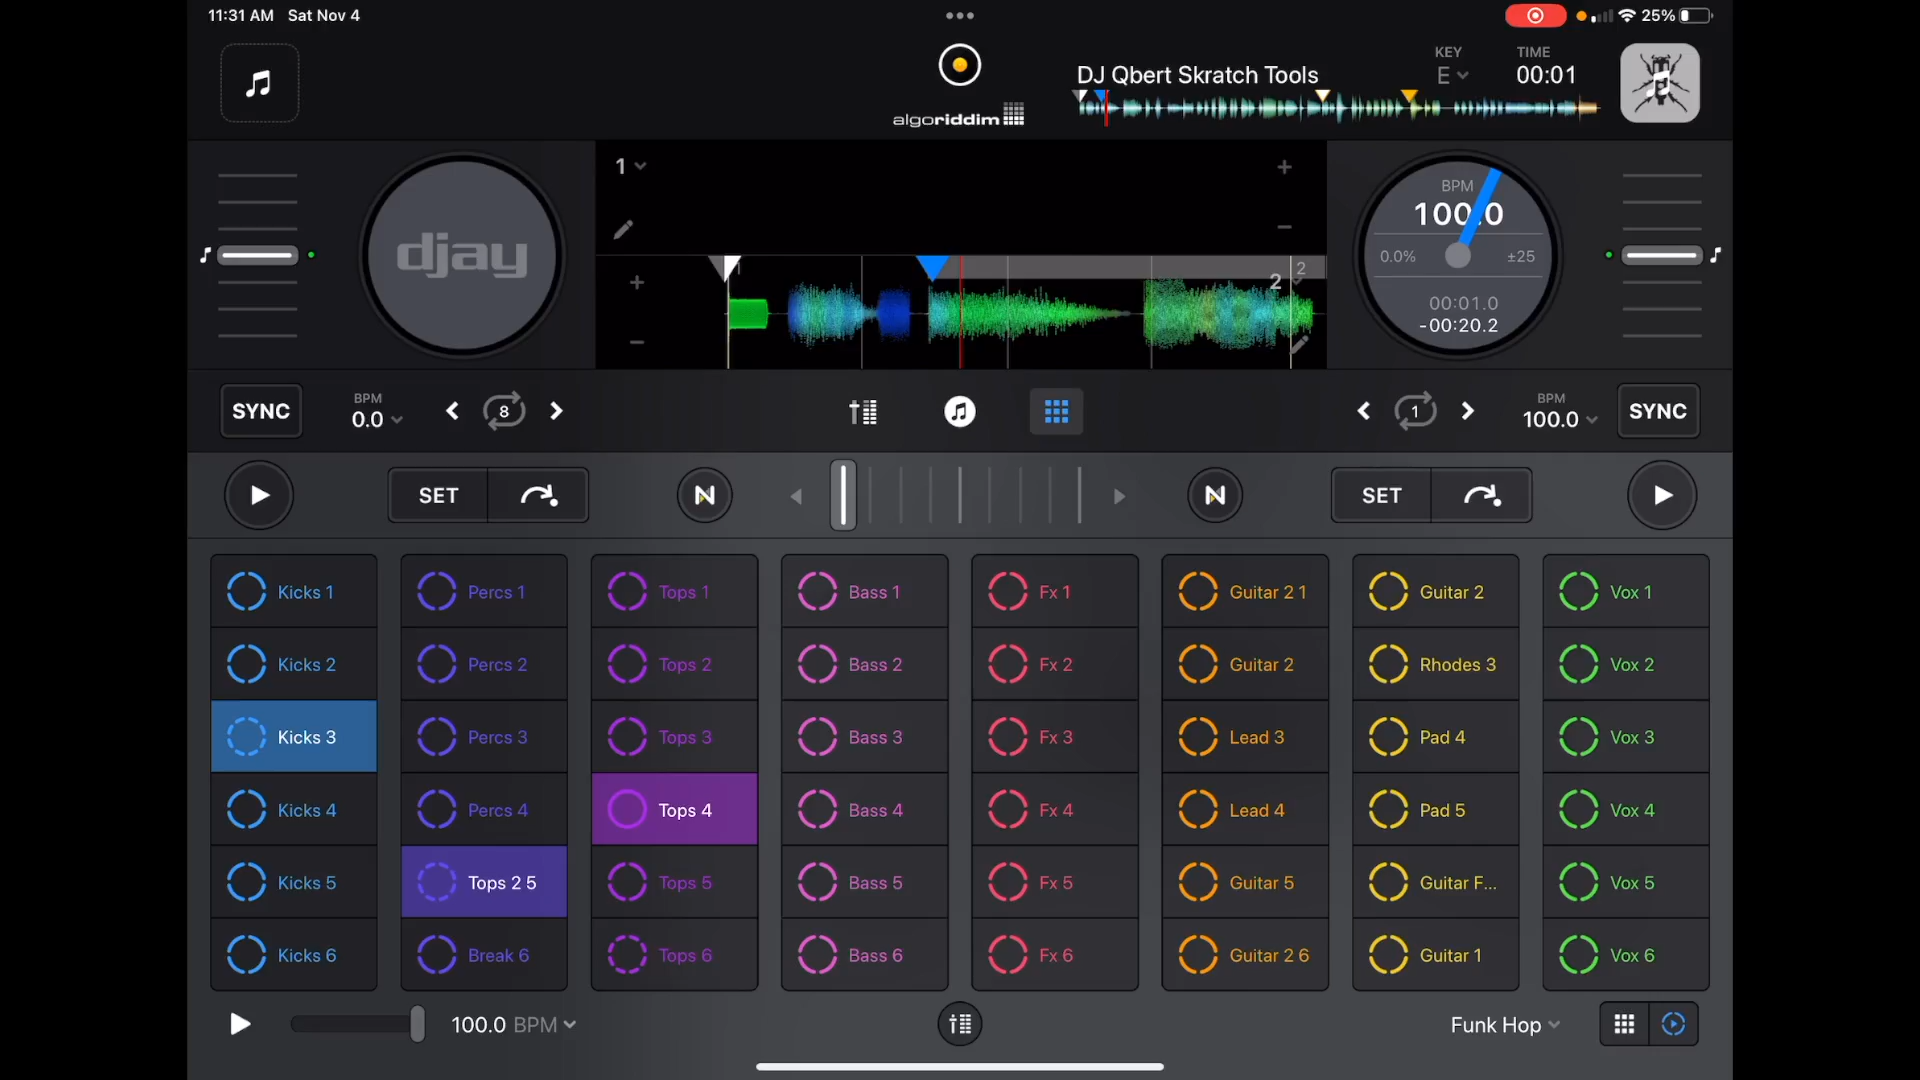 11:31 AM Sat Nov 4
25%
algoriddim
DJ Qbert Skratch Tools
KEY
E
TIME
00:01
djay
1
1
2
2
BPM
100.0
0.0%
±25
00:01.0
-00:20.2
SYNC
BPM
0.0
8
1
BPM
100.0
SYNC
SET
N
N
SET
Kicks 1
Percs 1
Tops 1
Bass 1
Fx 1
Guitar 2 1
Guitar 2
Vox 1
Kicks 2
Percs 2
Tops 2
Bass 2
Fx 2
Guitar 2
Rhodes 3
Vox 2
Kicks 3
Percs 3
Tops 3
Bass 3
Fx 3
Lead 3
Pad 4
Vox 3
Kicks 4
Percs 4
Tops 4
Bass 4
Fx 4
Lead 4
Pad 5
Vox 4
Kicks 5
Tops 2 5
Tops 5
Bass 5
Fx 5
Guitar 5
Guitar F...
Vox 5
Kicks 6
Break 6
Tops 6
Bass 6
Fx 6
Guitar 2 6
Guitar 1
Vox 6
100.0 BPM
Funk Hop